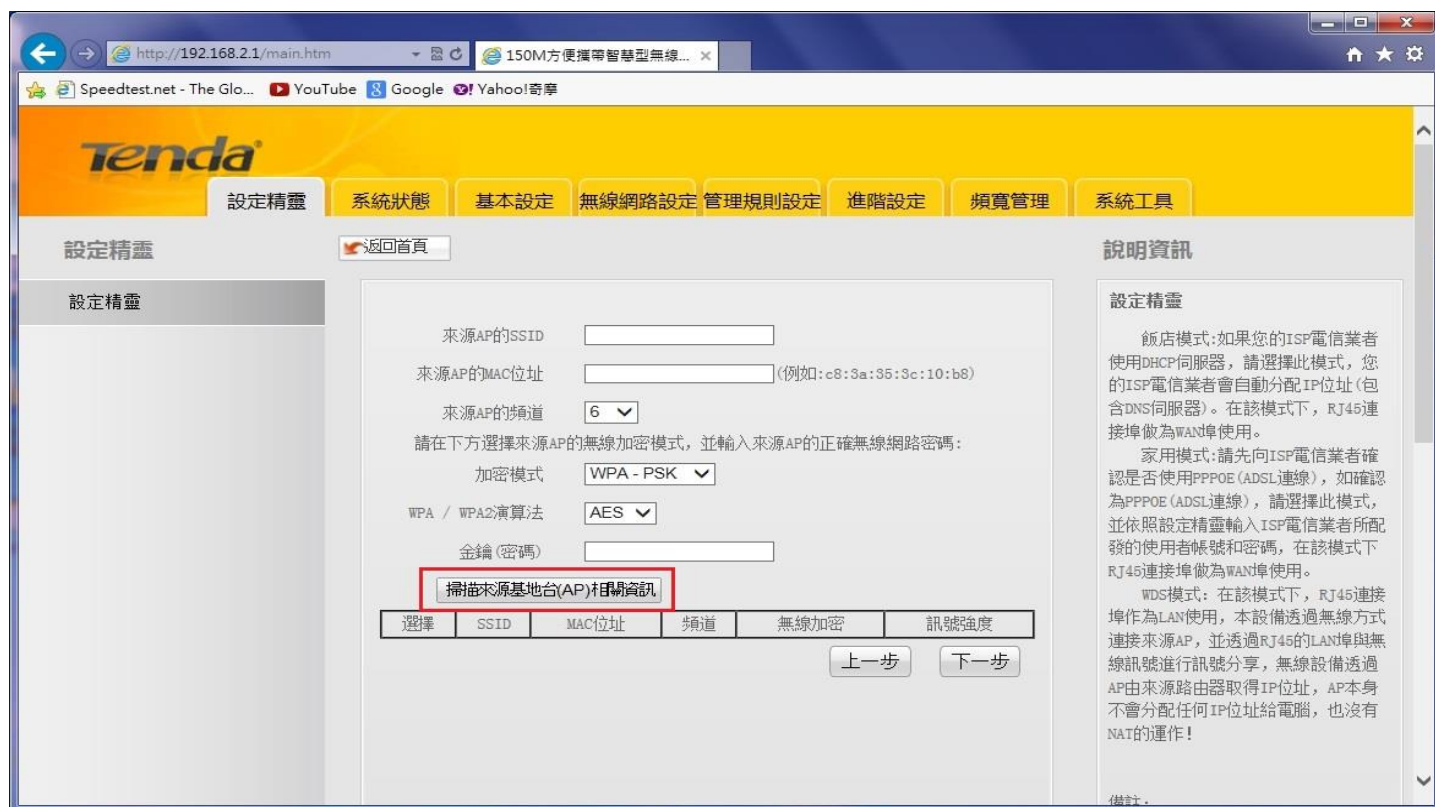 http://192.168.2.1/main.htm
150M方便攜帶智慧型無線...
Speedtest.net - The Glo... YouTube Google Yahoo!奇摩
Tenda
設定精靈 系統狀態 基本設定 無線網路設定 管理規則設定 進階設定 頻寬管理 系統工具
設定精靈
設定精靈
返回首頁
來源AP的SSID
來源AP的MAC位址 (例如:c8:3a:35:3c:10:b8)
來源AP的頻道 6
請在下方選擇來源AP的無線加密模式，並輸入來源AP的正確無線網路密碼:
加密模式 WPA - PSK
WPA / WPA2演算法 AES
金鑰(密碼)
掃描來源基地台(AP)相關資訊
選擇 SSID MAC位址 頻道 無線加密 訊號強度
上一步 下一步
說明資訊
設定精靈
飯店模式:如果您的ISP電信業者
使用DHCP伺服器，請選擇此模式，您
的ISP電信業者會自動分配IP位址(包
含DNS伺服器)。在該模式下，RJ45連
接埠做為WAN埠使用。
家用模式:請先向ISP電信業者確
認是否使用PPPOE(ADSL連線)，如確認
為PPPOE(ADSL連線)，請選擇此模式，
並依照設定精靈輸入ISP電信業者所配
發的使用者帳號和密碼，在該模式下
RJ45連接埠做為WAN埠使用。
WDS模式: 在該模式下，RJ45連接
埠作為LAN使用，本設備透過無線方式
連接來源AP，並透過RJ45的LAN埠與無
線訊號進行訊號分享，無線設備透過
AP由來源路由器取得IP位址，AP本身
不會分配任何IP位址給電腦，也沒有
NAT的運作!
備註: